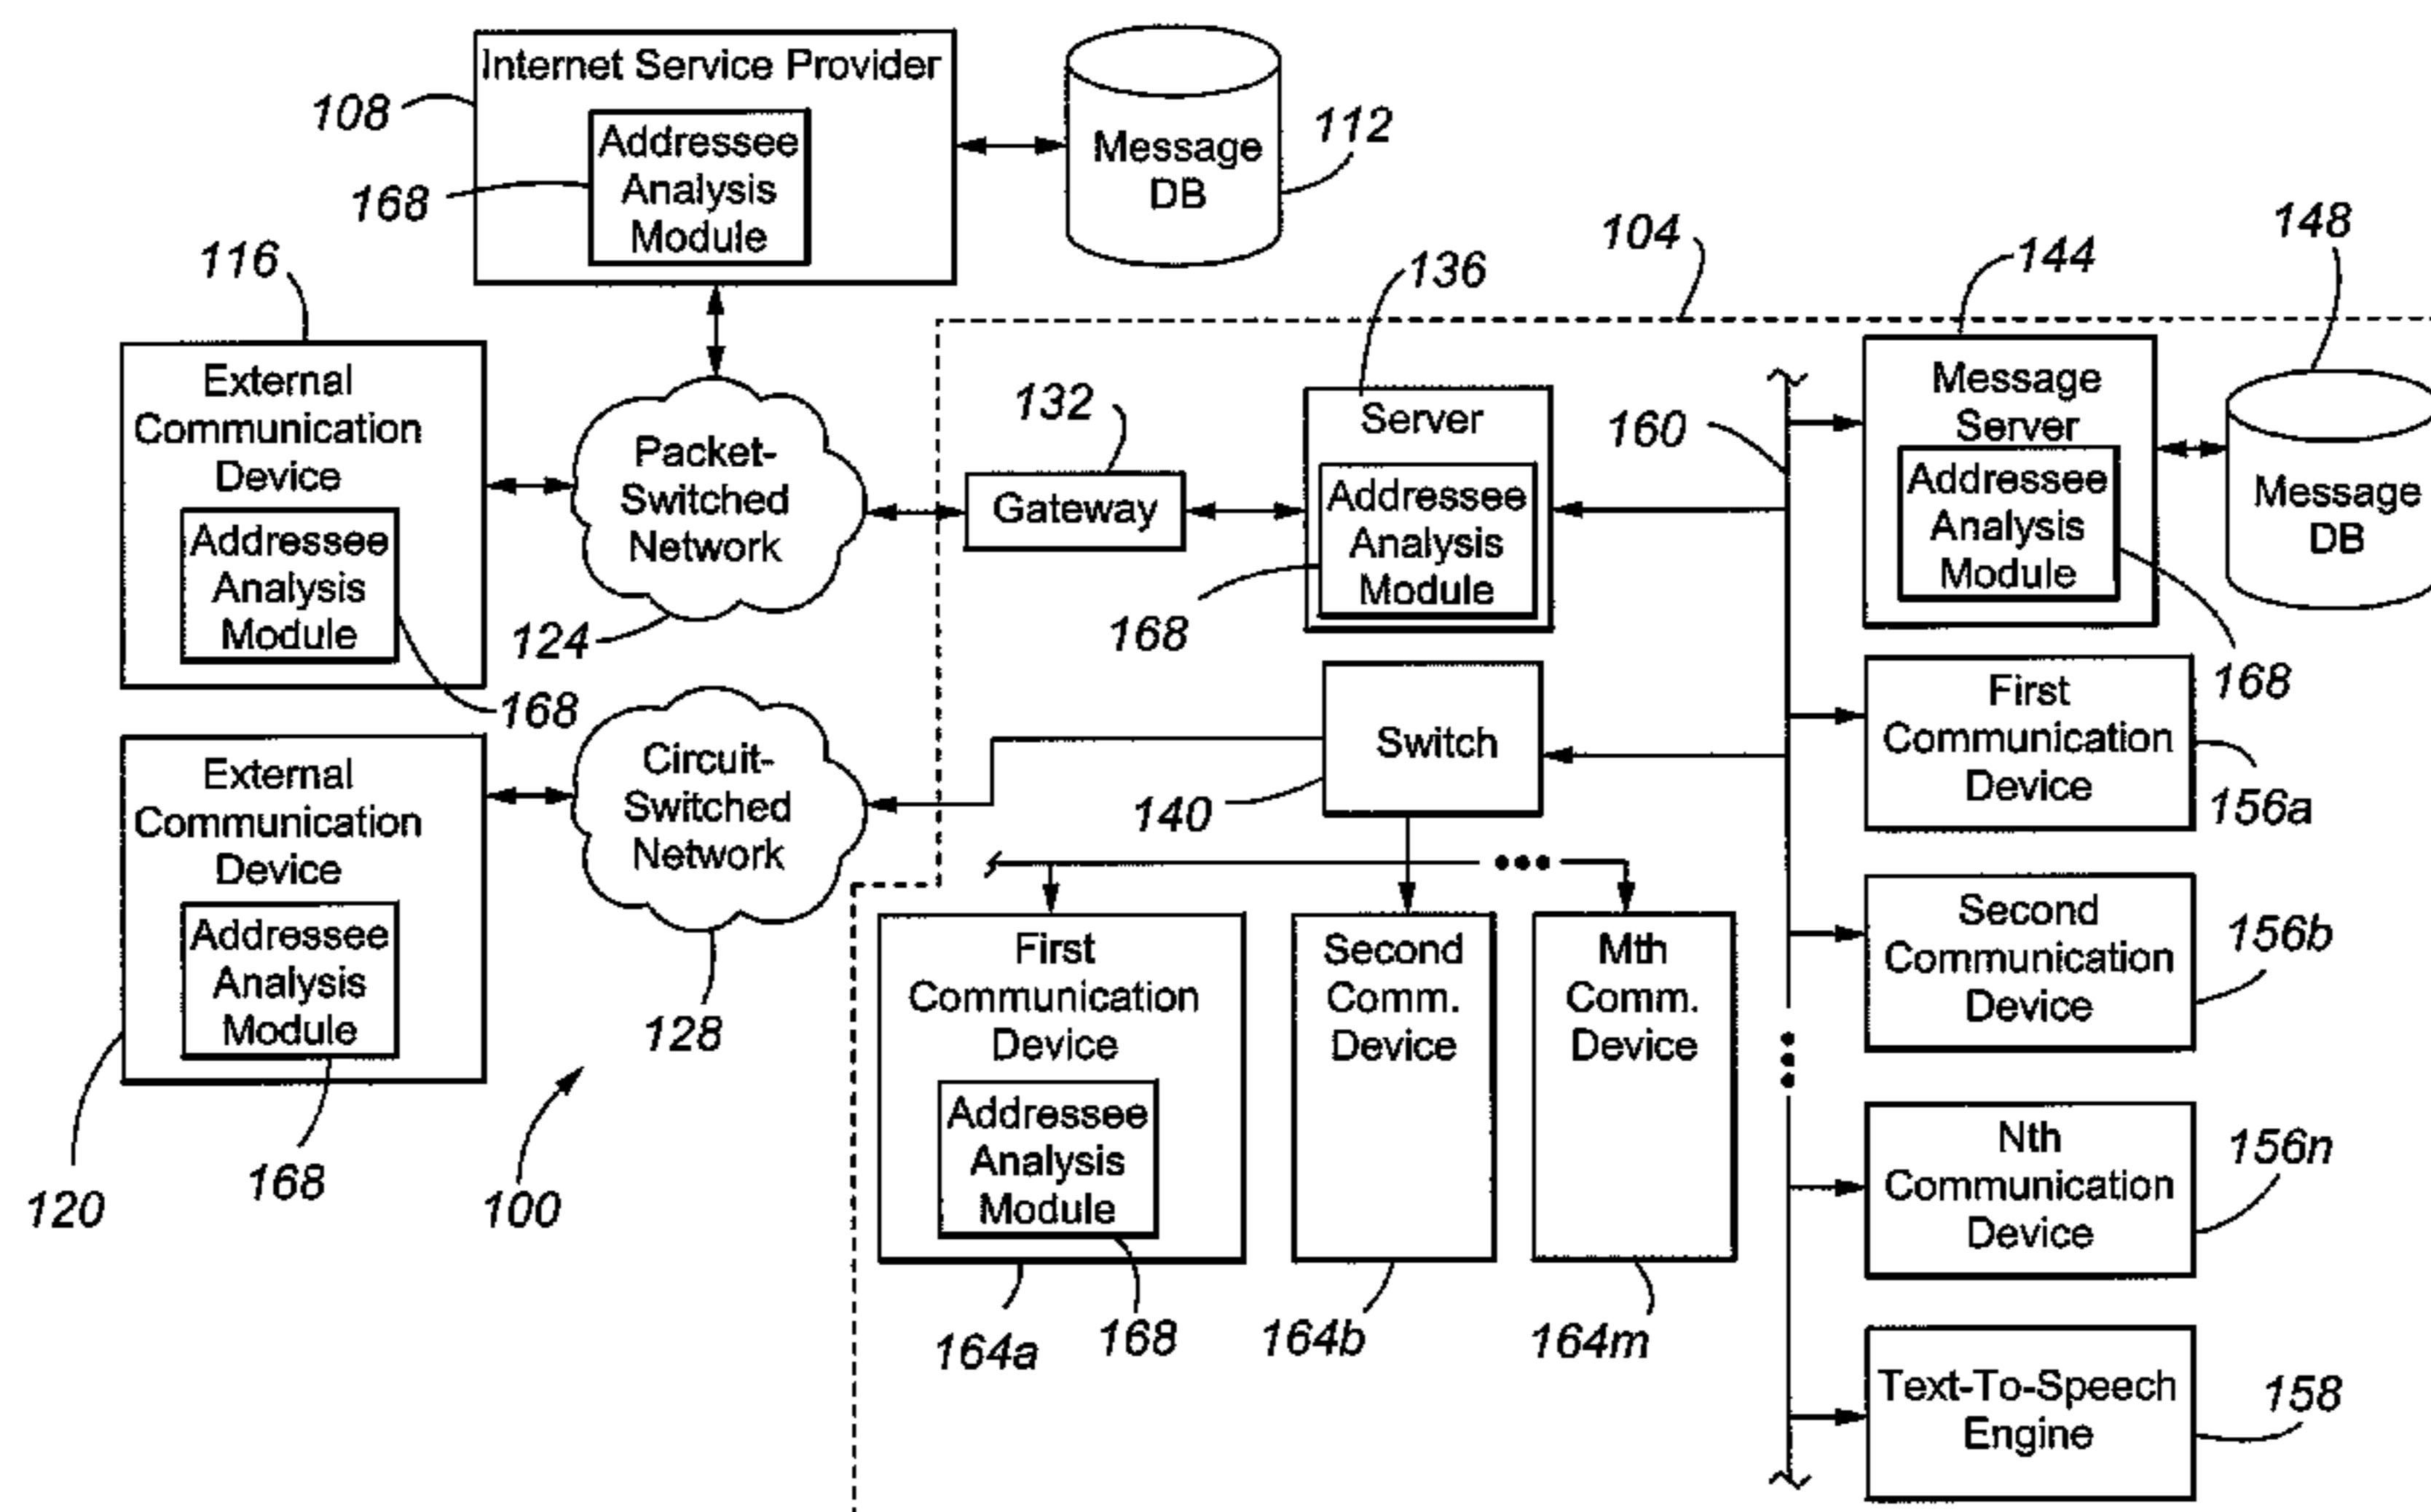 Internet Service Provider
108
Addressee
Analysis
Module
168
Message
DB
112
104
136
144
148
116
External
Communication
Device
Addressee
Analysis
Module
168
Packet-
Switched
Network
124
132
Gateway
Server
Addressee
Analysis
Module
168
160
Message
Server
Addressee
Analysis
Module
168
Message
DB
External
Communication
Device
Addressee
Analysis
Module
168
120
Circuit-
Switched
Network
128
100
Switch
140
First
Communication
Device
156a
Second
Communication
Device
156b
Nth
Communication
Device
156n
Text-To-Speech
Engine
158
First
Communication
Device
Addressee
Analysis
Module
168
164a
Second
Comm.
Device
164b
Mth
Comm.
Device
164m